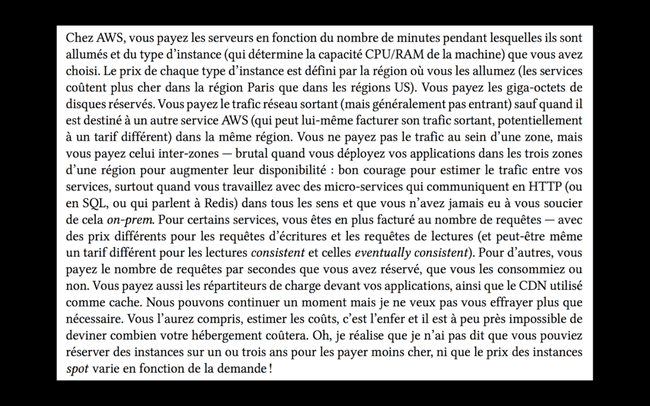 Chez AWS, vous payez les serveurs en fonction du nombre de minutes pendant lesquelles ils sont
allumés et du type d’instance (qui détermine la capacité CPU/RAM de la machine) que vous avez
choisi. Le prix de chaque type d’instance est défini par la région où vous les allumez (les services
coûtent plus cher dans la région Paris que dans les régions US). Vous payez les giga-octets de
disques réservés. Vous payez le trafic réseau sortant (mais généralement pas entrant) sauf quand il
est destiné à un autre service AWS (qui peut lui-même facturer son trafic sortant, potentiellement
à un tarif différent) dans la même région. Vous ne payez pas le trafic au sein d’une zone, mais
vous payez celui inter-zones — brutal quand vous déployez vos applications dans les trois zones
d’une région pour augmenter leur disponibilité : bon courage pour estimer le trafic entre vos
services, surtout quand vous travaillez avec des micro-services qui communiquent en HTTP (ou
en SQL, ou qui parlent à Redis) dans tous les sens et que vous n’avez jamais eu à vous soucier
de cela on-prem. Pour certains services, vous êtes en plus facturé au nombre de requêtes — avec
des prix différents pour les requêtes d’écritures et les requêtes de lectures (et peut-être même
un tarif différent pour les lectures consistent et celles eventually consistent). Pour d’autres, vous
payez le nombre de requêtes par secondes que vous avez réservé, que vous les consommiez ou
non. Vous payez aussi les répartiteurs de charge devant vos applications, ainsi que le CDN utilisé
comme cache. Nous pouvons continuer un moment mais je ne veux pas vous effrayer plus que
nécessaire. Vous l’aurez compris, estimer les coûts, c’est l’enfer et il est à peu près impossible de
deviner combien votre hébergement coûtera. Oh, je réalise que je n’ai pas dit que vous pouviez
réserver des instances sur un ou trois ans pour les payer moins cher, ni que le prix des instances
spot varie en fonction de la demande !